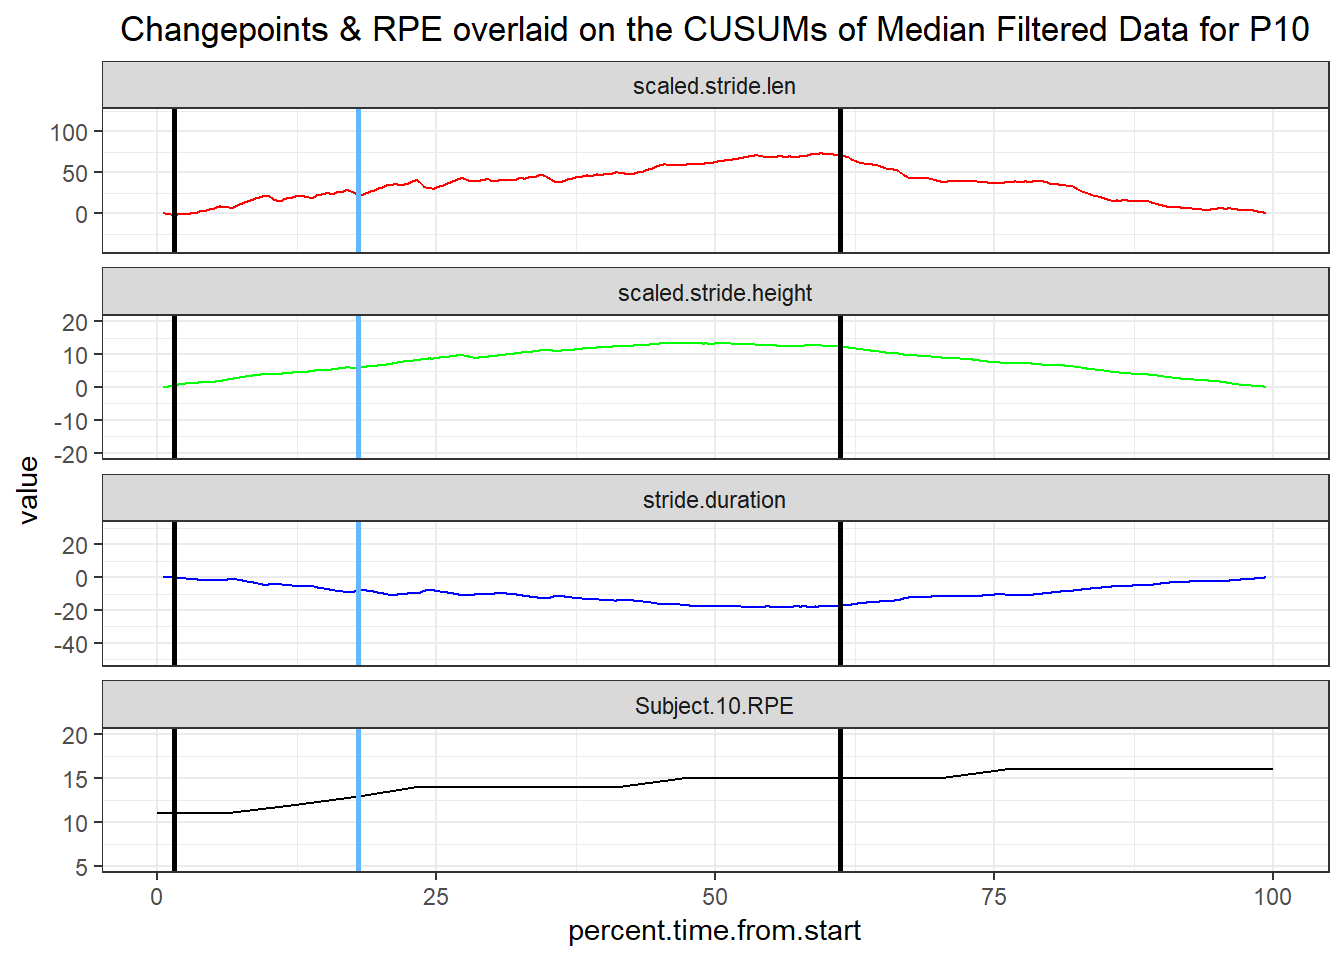 Changepoints & RPE overlaid on the CUSUMs of Median Filtered Data for P10
scaled.stride.len
100
50
0
scaled.stride.height
20
10
0
-10
-20
value
stride.duration
20
0
-20
-40
Subject.10.RPE
20
15
10
5
0 25 50 75 100
percent.time.from.start